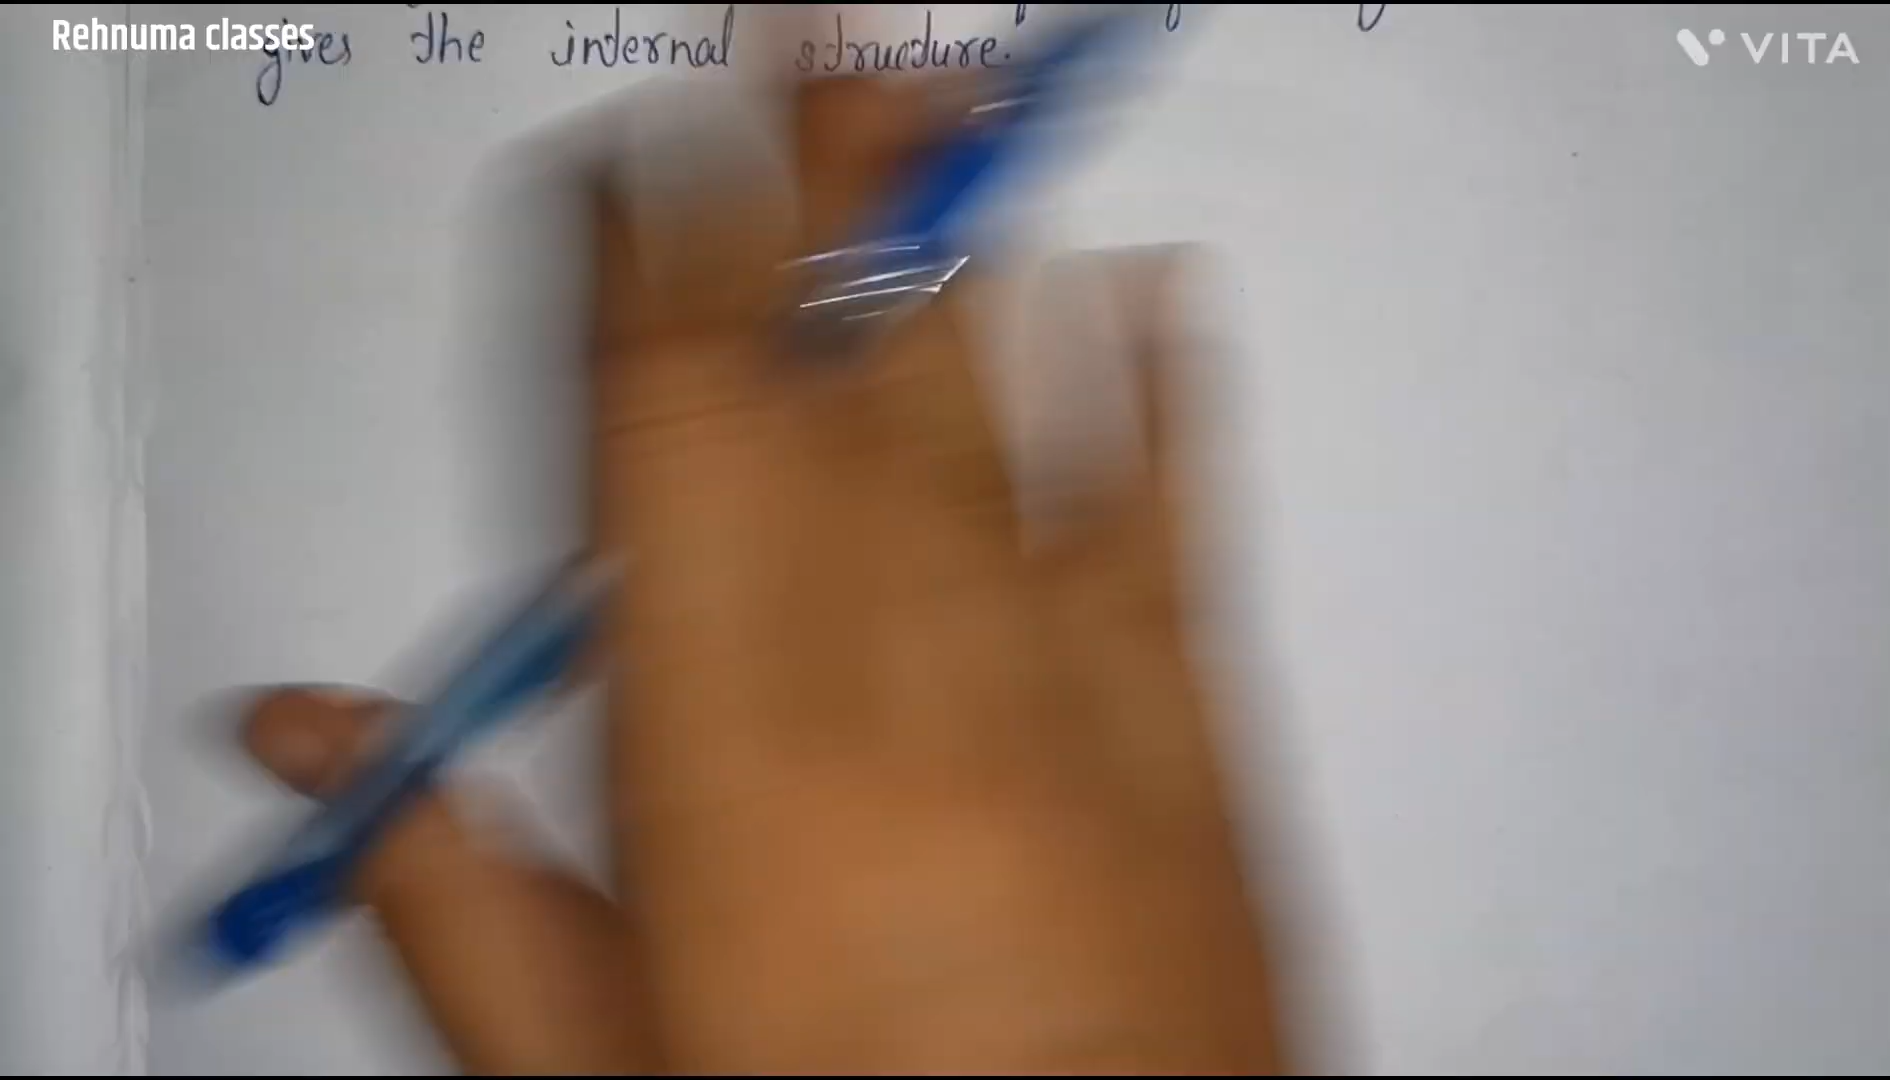 Rehnuma classes
VITA
gives the internal structure.